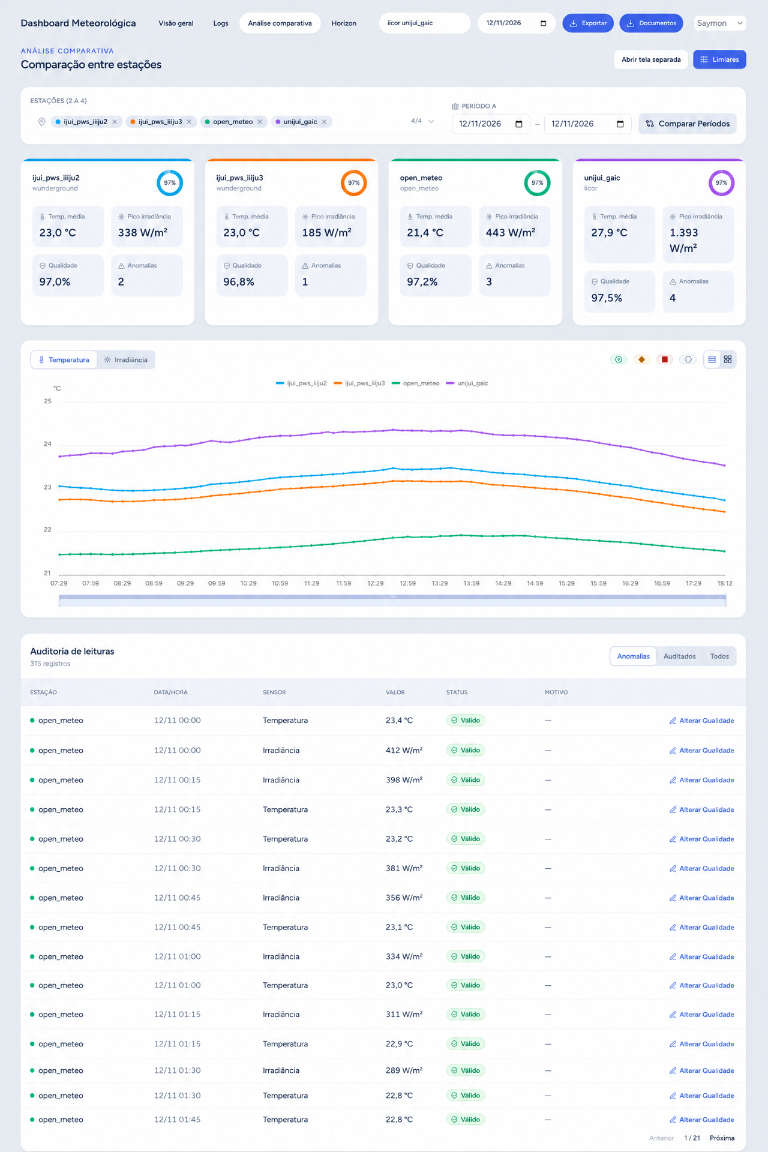 Dashboard Meteorológica Visão geral Logs Análise comparativa Horizon licor unijui_gaic 12/11/2026 Exportar Documentos Saymon
ANÁLISE COMPARATIVA
Comparação entre estações
Abrir tela separada Limiares
ESTAÇÕES (2 A 4)
ijui_pws_iiiju2 × ijui_pws_iiiju3 × open_meteo × unijui_gaic × 4/4
PERÍODO A
12/11/2026 – 12/11/2026 Comparar Períodos
ijui_pws_iiiju2
wunderground
97%
Temp. média Pico irradiância
23,0 °C 338 W/m²
Qualidade Anomalias
97,0% 2
ijui_pws_iiiju3
wunderground
97%
Temp. média Pico irradiância
23,0 °C 185 W/m²
Qualidade Anomalias
96,8% 1
open_meteo
open_meteo
97%
Temp. média Pico irradiância
21,4 °C 443 W/m²
Qualidade Anomalias
97,2% 3
unijui_gaic
licor
97%
Temp. média Pico irradiância
27,9 °C 1.393
W/m²
Qualidade Anomalias
97,5% 4
Temperatura Irradiância
ijui_pws_iiiju2 ijui_pws_iiiju3 open_meteo unijui_gaic
°C
25
24
23
22
21
07:29 07:59 08:29 08:59 09:29 09:59 10:29 10:59 11:29 11:59 12:29 12:59 13:29 13:59 14:29 14:59 15:29 15:59 16:29 16:59 17:29 18:12
Auditoria de leituras
315 registros
Anomalias Auditados Todos
ESTAÇÃO DATA/HORA SENSOR VALOR STATUS MOTIVO
open_meteo 12/11 00:00 Temperatura 23,4 °C Válido — Alterar Qualidade
open_meteo 12/11 00:00 Irradiância 412 W/m² Válido — Alterar Qualidade
open_meteo 12/11 00:15 Irradiância 398 W/m² Válido — Alterar Qualidade
open_meteo 12/11 00:15 Temperatura 23,3 °C Válido — Alterar Qualidade
open_meteo 12/11 00:30 Temperatura 23,2 °C Válido — Alterar Qualidade
open_meteo 12/11 00:30 Irradiância 381 W/m² Válido — Alterar Qualidade
open_meteo 12/11 00:45 Irradiância 356 W/m² Válido — Alterar Qualidade
open_meteo 12/11 00:45 Temperatura 23,1 °C Válido — Alterar Qualidade
open_meteo 12/11 01:00 Irradiância 334 W/m² Válido — Alterar Qualidade
open_meteo 12/11 01:00 Temperatura 23,0 °C Válido — Alterar Qualidade
open_meteo 12/11 01:15 Irradiância 311 W/m² Válido — Alterar Qualidade
open_meteo 12/11 01:15 Temperatura 22,9 °C Válido — Alterar Qualidade
open_meteo 12/11 01:30 Irradiância 289 W/m² Válido — Alterar Qualidade
open_meteo 12/11 01:30 Temperatura 22,8 °C Válido — Alterar Qualidade
open_meteo 12/11 01:45 Temperatura 22,8 °C Válido — Alterar Qualidade
Anterior 1 / 21 Próxima